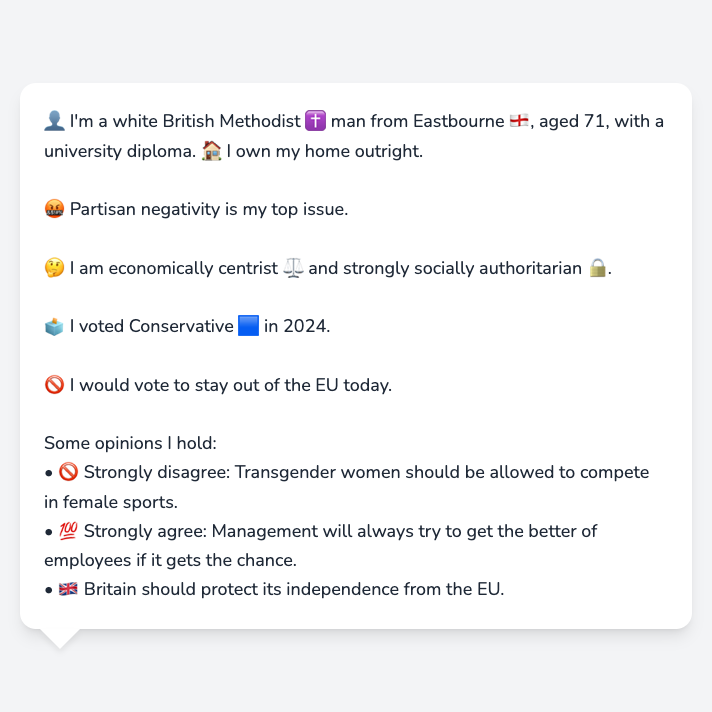 👤 I'm a white British Methodist ✝️ man from Eastbourne 🏴󠁧󠁢󠁥󠁮󠁧󠁿, aged 71, with a
university diploma. 🏠 I own my home outright.
🤬 Partisan negativity is my top issue.
🤔 I am economically centrist ⚖️ and strongly socially authoritarian 🔒.
🗳️ I voted Conservative 🟦 in 2024.
🚫 I would vote to stay out of the EU today.
Some opinions I hold:
• 🚫 Strongly disagree: Transgender women should be allowed to compete
in female sports.
• 💯 Strongly agree: Management will always try to get the better of
employees if it gets the chance.
• 🇬🇧 Britain should protect its independence from the EU.